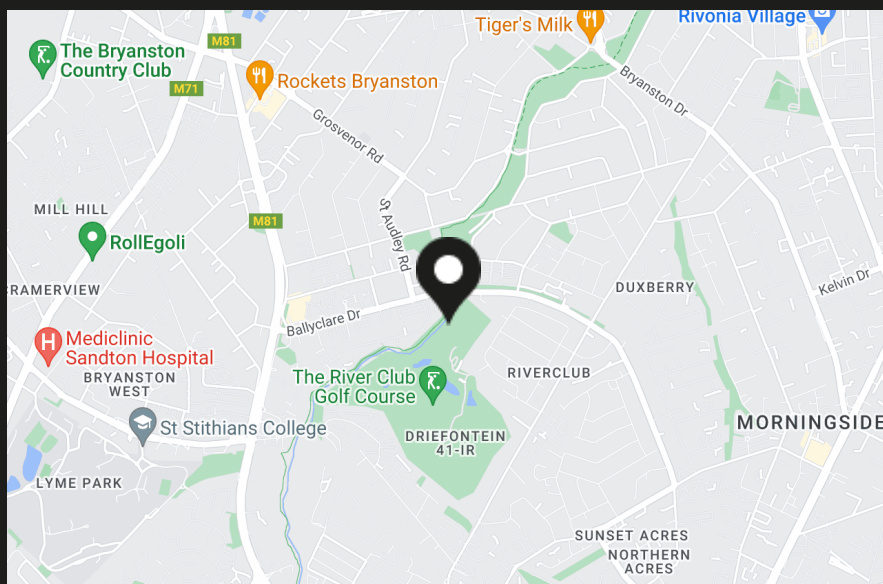 Rivonia Village
Tiger's Milk
M81
The Bryanston
Country Club
Rockets Bryanston
M71
Bryanston Dr
Grosvenor Rd
MILL HILL
St Audley Rd
M81
RollEgoli
CRAMERVIEW
DUXBERRY
Kelvin Dr
Ballyclare Dr
Mediclinic
Sandton Hospital
BRYANSTON
WEST
The River Club
Golf Course
RIVERCLUB
St Stithians College
DRIEFONTEIN
41-IR
MORNINGSIDE
LYME PARK
SUNSET ACRES
NORTHERN
ACRES